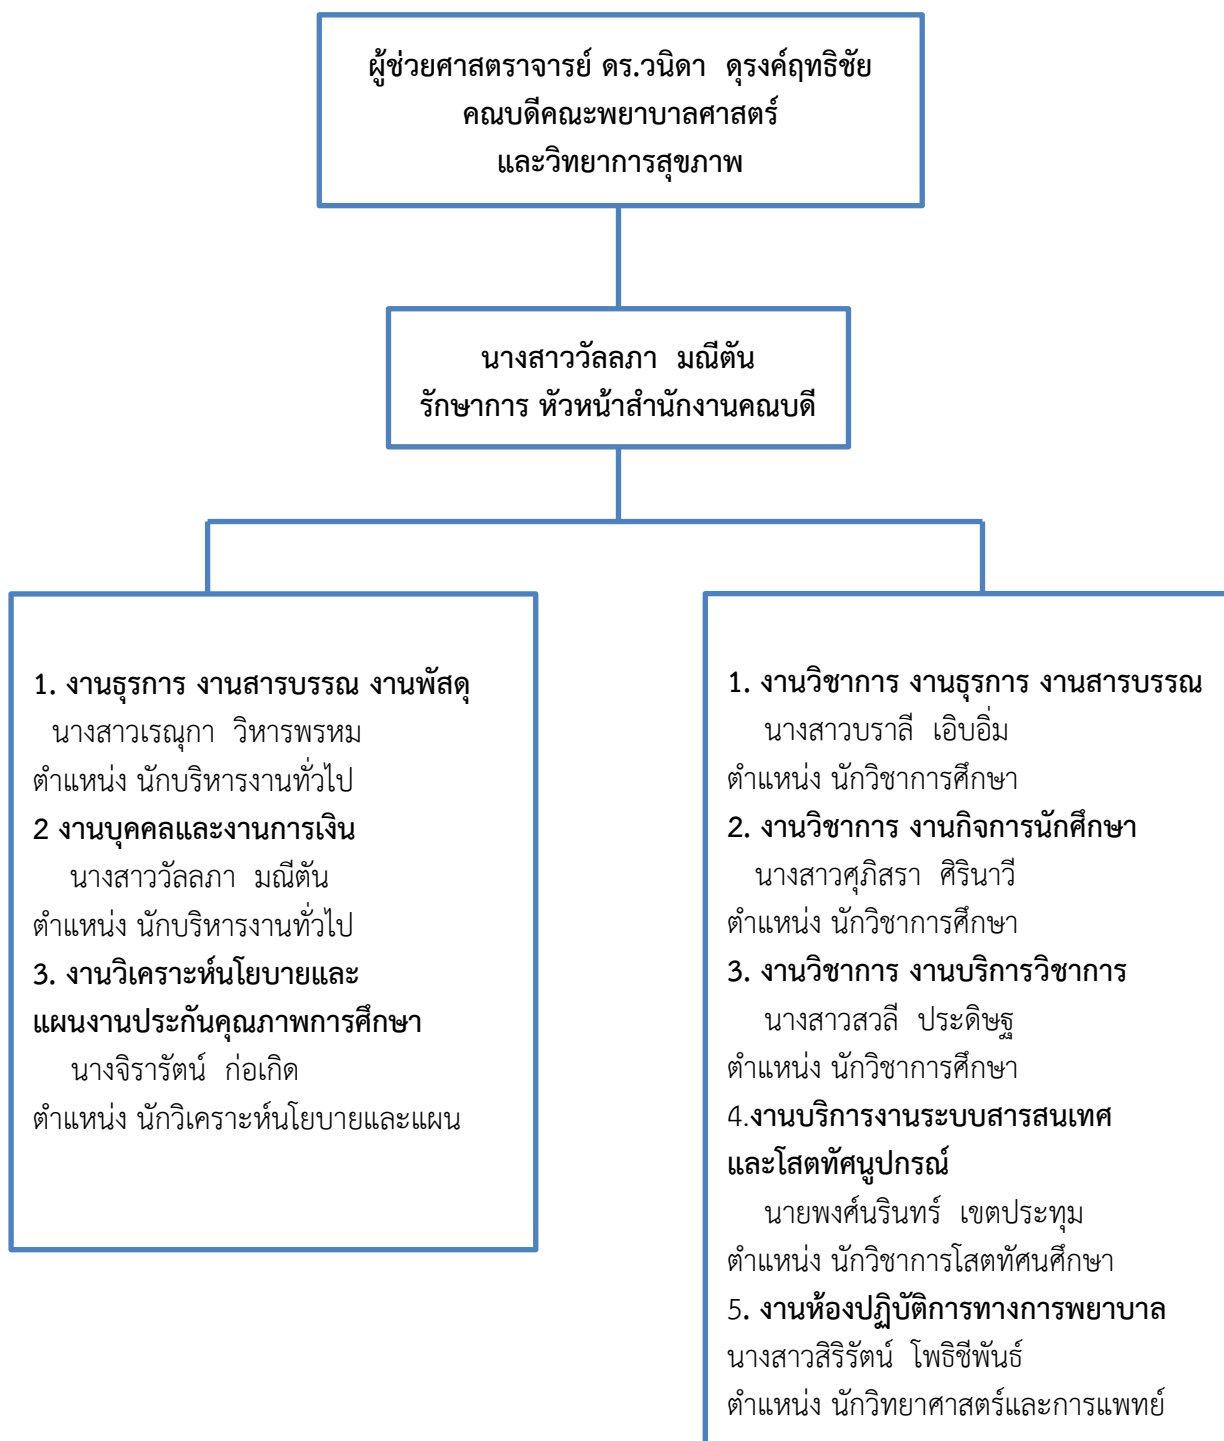 ผู้ช่วยศาสตราจารย์ ดร.วนิดา ดุรงค์ฤทธิชัย
คณบดีคณะพยาบาลศาสตร์
และวิทยาการสุขภาพ
นางสาววัลลภา มณีตัน
รักษาการ หัวหน้าสำนักงานคณบดี
1. งานธุรการ งานสารบรรณ งานพัสดุ
นางสาวเรณุกา วิหารพรหม
ตำแหน่ง นักบริหารงานทั่วไป
2 งานบุคคลและงานการเงิน
นางสาววัลลภา มณีตัน
ตำแหน่ง นักบริหารงานทั่วไป
3. งานวิเคราะห์นโยบายและ
แผนงานประกันคุณภาพการศึกษา
นางจิรารัตน์ ก่อเกิด
ตำแหน่ง นักวิเคราะห์นโยบายและแผน
1. งานวิชาการ งานธุรการ งานสารบรรณ
นางสาวบราลี เอิบอิ่ม
ตำแหน่ง นักวิชาการศึกษา
2. งานวิชาการ งานกิจการนักศึกษา
นางสาวศุภิสรา ศิรินาวี
ตำแหน่ง นักวิชาการศึกษา
3. งานวิชาการ งานบริการวิชาการ
นางสาวสวลี ประดิษฐ
ตำแหน่ง นักวิชาการศึกษา
4.งานบริการงานระบบสารสนเทศ
และโสตทัศนูปกรณ์
นายพงศ์นรินทร์ เขตประทุม
ตำแหน่ง นักวิชาการโสตทัศนศึกษา
5. งานห้องปฏิบัติการทางการพยาบาล
นางสาวสิริรัตน์ โพธิชีพันธ์
ตำแหน่ง นักวิทยาศาสตร์และการแพทย์